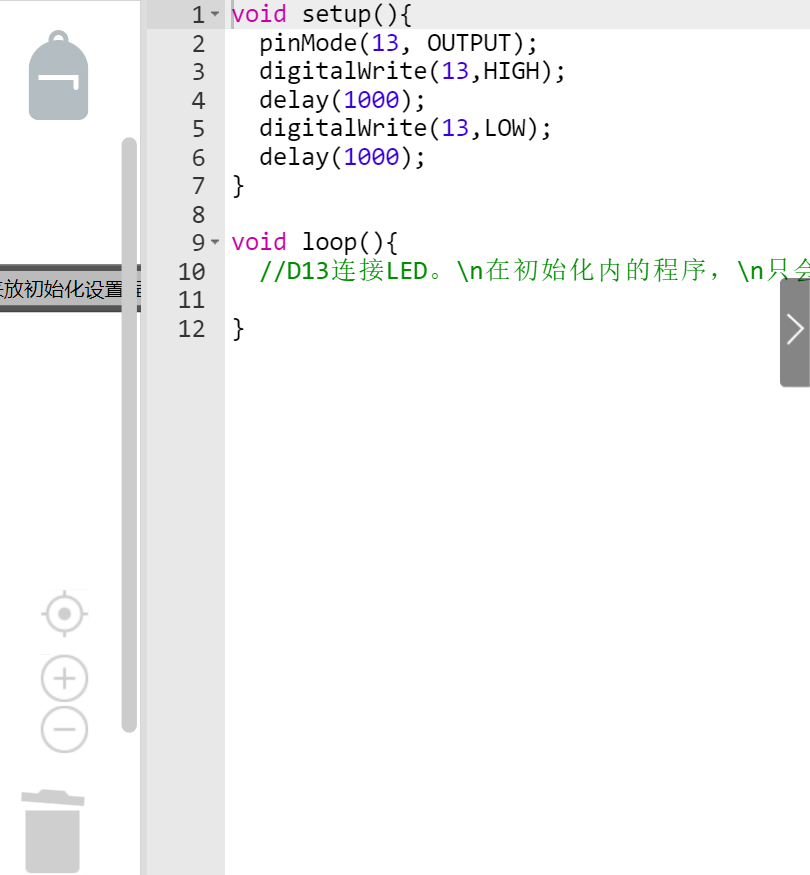 1 void setup(){
2   pinMode(13, OUTPUT);
3   digitalWrite(13,HIGH);
4   delay(1000);
5   digitalWrite(13,LOW);
6   delay(1000);
7 }
8
9 void loop(){
10   //D13连接LED。\n在初始化内的程序，\n只会
11
12 }
放初始化设置